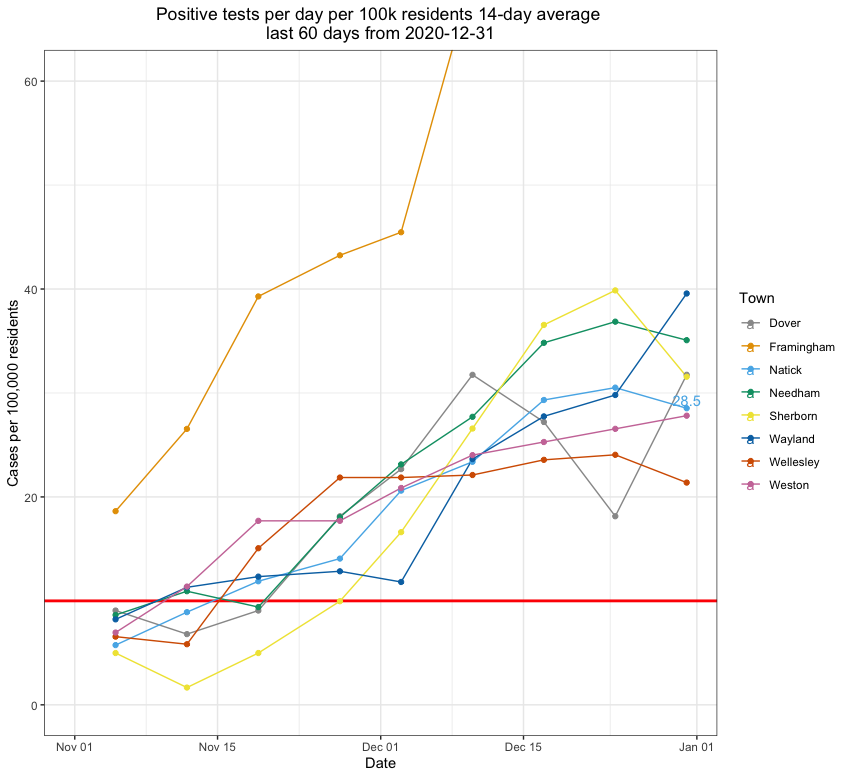 Positive tests per day per 100k residents 14-day average
last 60 days from 2020-12-31
Cases per 100,000 residents
60
40
20
0
28.5
Nov 01
Nov 15
Dec 01
Dec 15
Jan 01
Date
Town
a Dover
a Framingham
a Natick
a Needham
a Sherborn
a Wayland
a Wellesley
a Weston